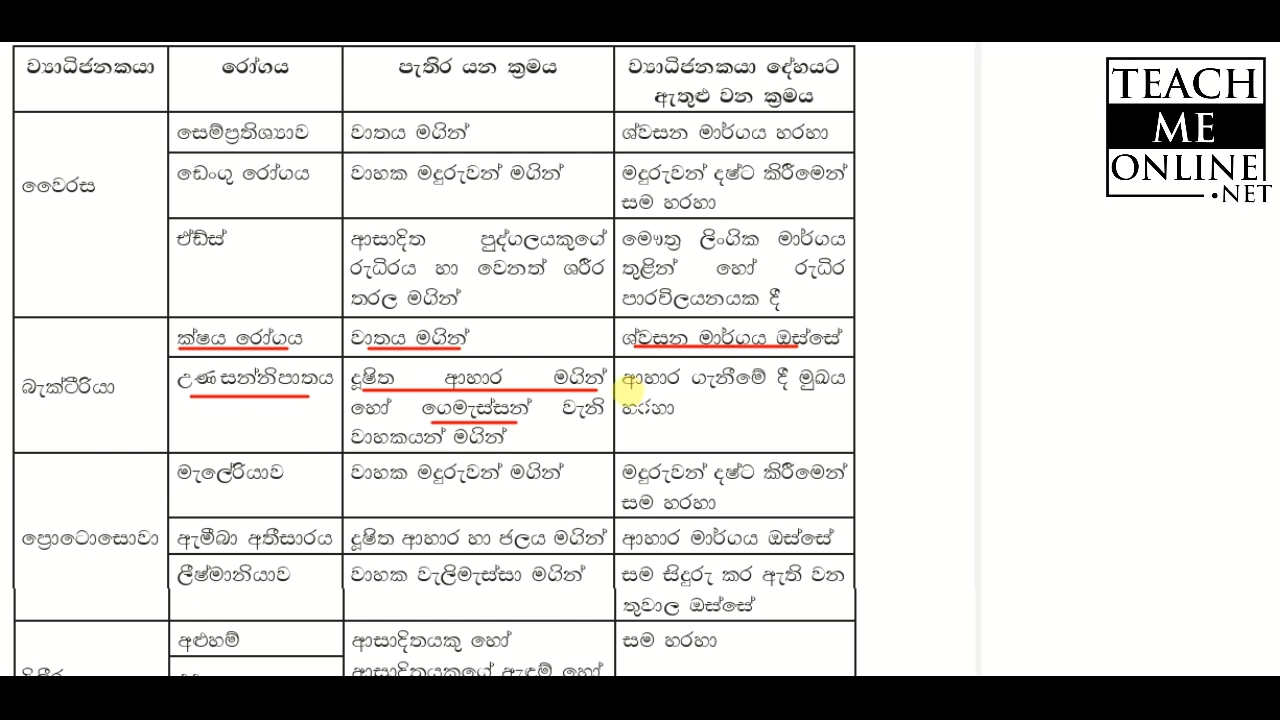 ව්‍යාධිජනකයා රෝගය පැතිර යන ක්‍රමය ව්‍යාධිජනකයා දේහයට
ඇතුළු වන ක්‍රමය
වෛරස
සෙම්ප්‍රතිශ්‍යාව වාතය මගින් ශ්වසන මාර්ගය හරහා
ඩෙංගු රෝගය වාහක මදුරුවන් මගින් මදුරුවන් දෂ්ට කිරීමෙන්
සම හරහා
ඒඩ්ස් ආසාදිත පුද්ගලයකුගේ මෞත්‍ර ලිංගික මාර්ගය
රුධිරය හා වෙනත් ශරීර තුළින් හෝ රුධිර
තරල මගින් පාරවිලයනයක දී
බැක්ටීරියා
ක්ෂය රෝගය වාතය මගින් ශ්වසන මාර්ගය ඔස්සේ
උණසන්නිපාතය දූෂිත ආහාර මගින් ආහාර ගැනීමේ දී මුඛය
හෝ ගෙමැස්සන් වැනි හරහා
වාහකයන් මගින්
ප්‍රොටොසොවා
මැලේරියාව වාහක මදුරුවන් මගින් මදුරුවන් දෂ්ට කිරීමෙන්
සම හරහා
ඇමීබා අතීසාරය දූෂිත ආහාර හා ජලය මගින් ආහාර මාර්ගය ඔස්සේ
ලීෂ්මානියාව වාහක වැලිමැස්සා මගින් සම සිදුරු කර ඇති වන
තුවාල ඔස්සේ
අළුහම් ආසාදිතයකු හෝ සම හරහා
ආසාදිතයකුගේ ඇඳුම් හෝ
TEACH
ME
ONLINE
.NET